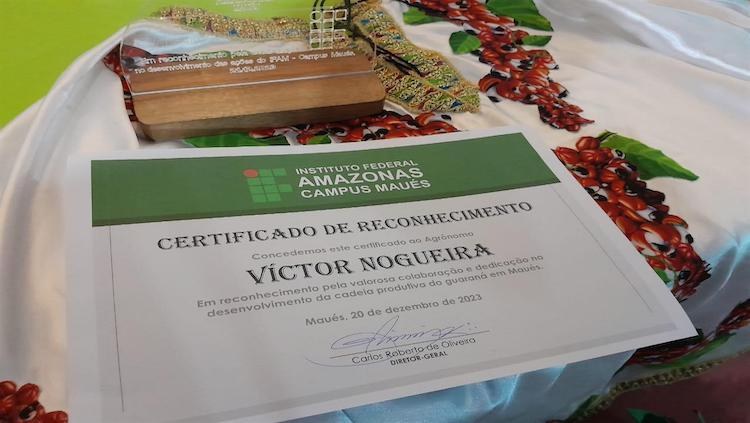 Em reconhecimento pela
no desenvolvimento das ações do IFAM - Campus Maués.
INSTITUTO FEDERAL
AMAZONAS
CAMPUS MAUÉS
CERTIFICADO DE RECONHECIMENTO
Concedemos este certificado ao Agrônomo
VÍCTOR NOGUEIRA
Em reconhecimento pela valorosa colaboração e dedicação no
desenvolvimento da cadeia produtiva do guaraná em Maués.
Maués, 20 de dezembro de 2023
Carlos Roberto de Oliveira
DIRETOR-GERAL